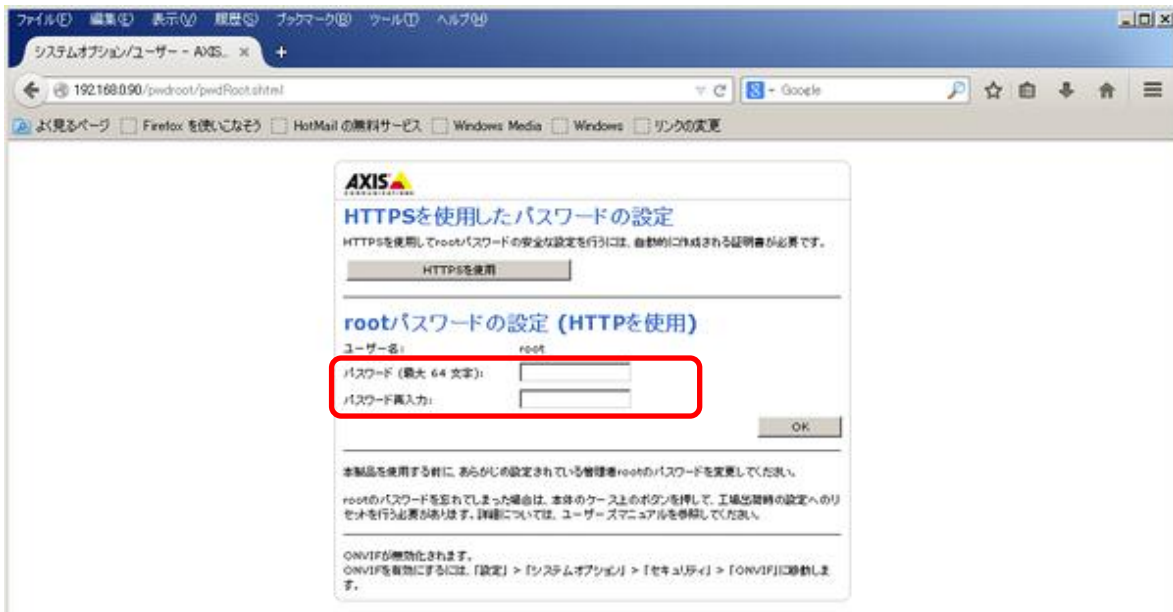 ファイル(F) 編集(E) 表示(V) 履歴(S) ブックマーク(B) ツール(T) ヘルプ(H)
システムオプション/ユーザー - AXIS... × +
192.168.0.90/pwdroot/pwdRoot.shtml
Google
よく見るページ Firefox を使いこなそう HotMail の無料サービス Windows Media Windows リンクの変更
AXIS
COMMUNICATIONS
HTTPSを使用したパスワードの設定
HTTPSを使用してrootパスワードの安全な設定を行うには、自動的に作成される証明書が必要です。
HTTPSを使用
rootパスワードの設定 (HTTPを使用)
ユーザー名: root
パスワード (最大 64 文字):
パスワード再入力:
OK
本製品を使用する前に、あらかじめ設定されている管理者rootのパスワードを変更してください。
rootのパスワードを忘れてしまった場合は、本体のケース上のボタンを押して、工場出荷時の設定へのリ
セットを行う必要があります。詳細については、ユーザーズマニュアルを参照してください。
ONVIFが無効化されます。
ONVIFを有効にするには、「設定」 > 「システムオプション」 > 「セキュリティ」 > 「ONVIF」に移動しま
す。